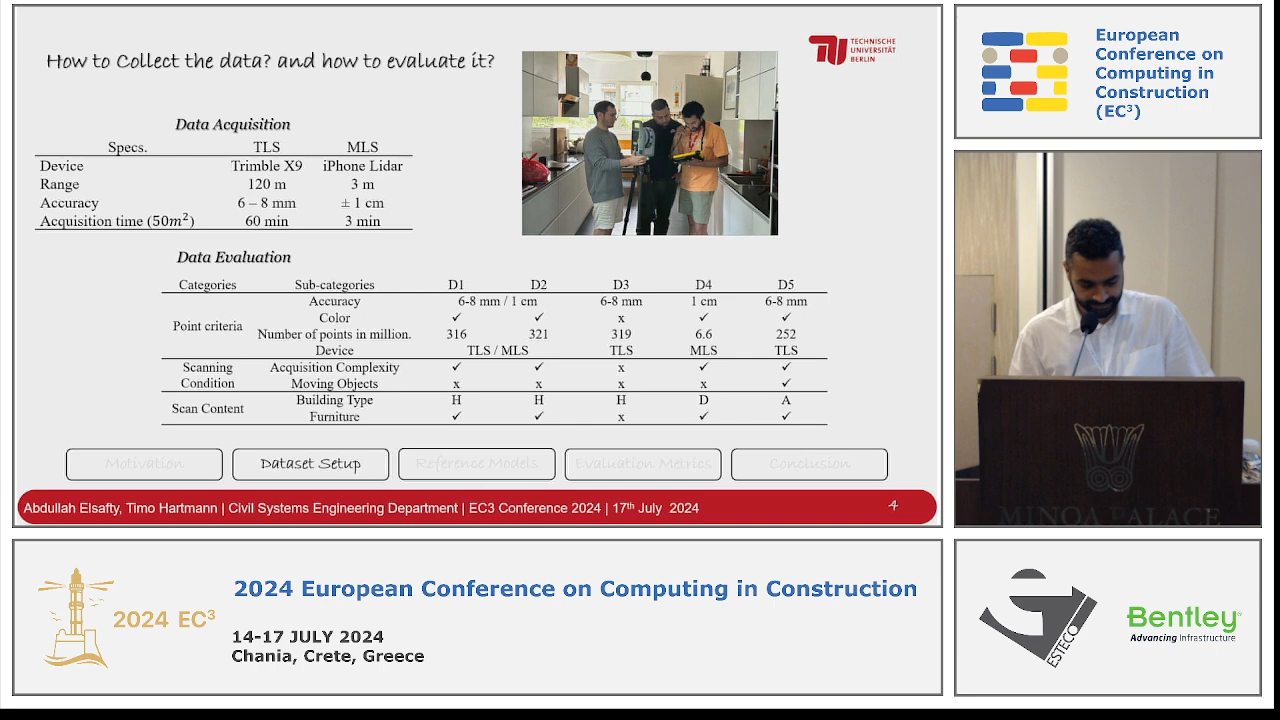 How to Collect the data? and how to evaluate it?
TECHNISCHE
UNIVERSITÄT
BERLIN
Data Acquisition
Specs. TLS MLS
Device Trimble X9 iPhone Lidar
Range 120 m 3 m
Accuracy 6 – 8 mm ± 1 cm
Acquisition time (50m²) 60 min 3 min
Data Evaluation
Categories Sub-categories D1 D2 D3 D4 D5
Accuracy 6-8 mm / 1 cm 6-8 mm 1 cm 6-8 mm
Point criteria
Color ✓ ✓ x ✓ ✓
Number of points in million. 316 321 319 6.6 252
Device TLS / MLS TLS MLS TLS
Scanning
Condition
Acquisition Complexity ✓ ✓ x ✓ ✓
Moving Objects x x x x ✓
Scan Content
Building Type H H H D A
Furniture ✓ ✓ x ✓ ✓
Motivation
Dataset Setup
Reference Models
Evaluation Metrics
Conclusion
Abdullah Elsafty, Timo Hartmann | Civil Systems Engineering Department | EC3 Conference 2024 | 17th July 2024
4
European
Conference on
Computing in
Construction
(EC³)
MINOA PALACE
2024 EC³
2024 European Conference on Computing in Construction
14-17 JULY 2024
Chania, Crete, Greece
ESTECO
Bentley®
Advancing Infrastructure